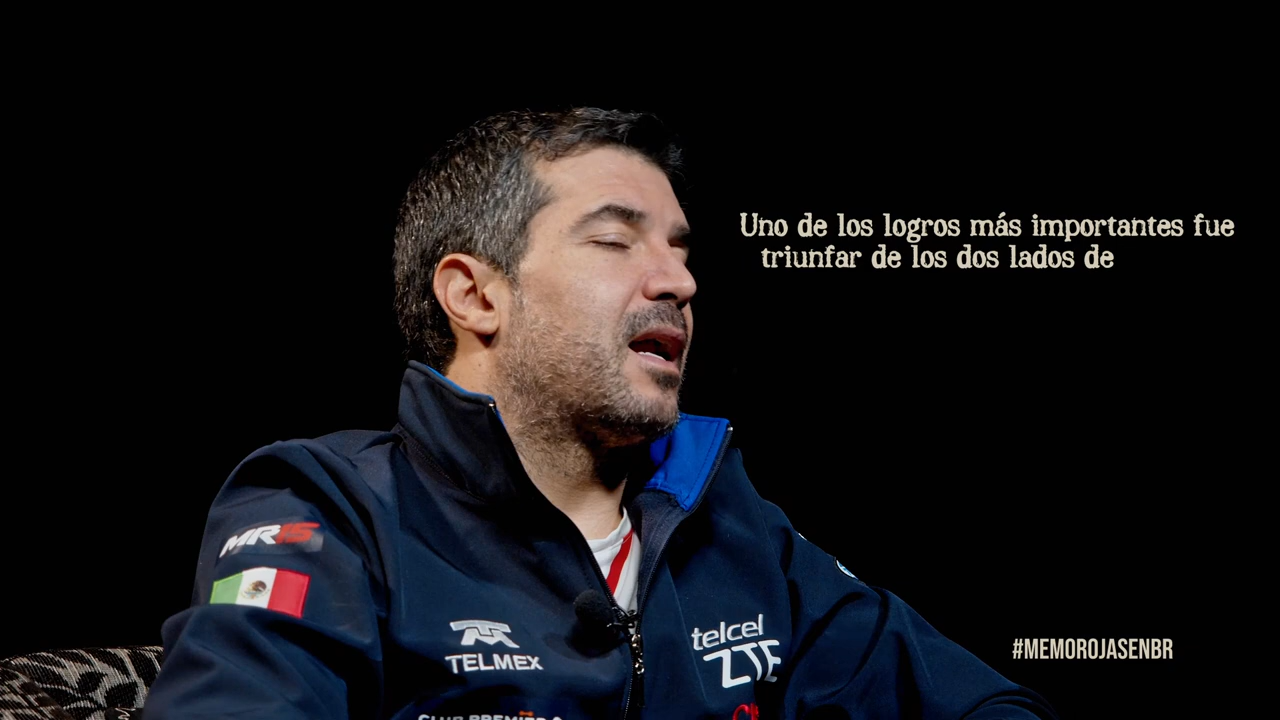 Uno de los logros más importantes fue
triunfar de los dos lados de
MR15
TELMEX
telcel
ZTE
#MEMOROJASENBR